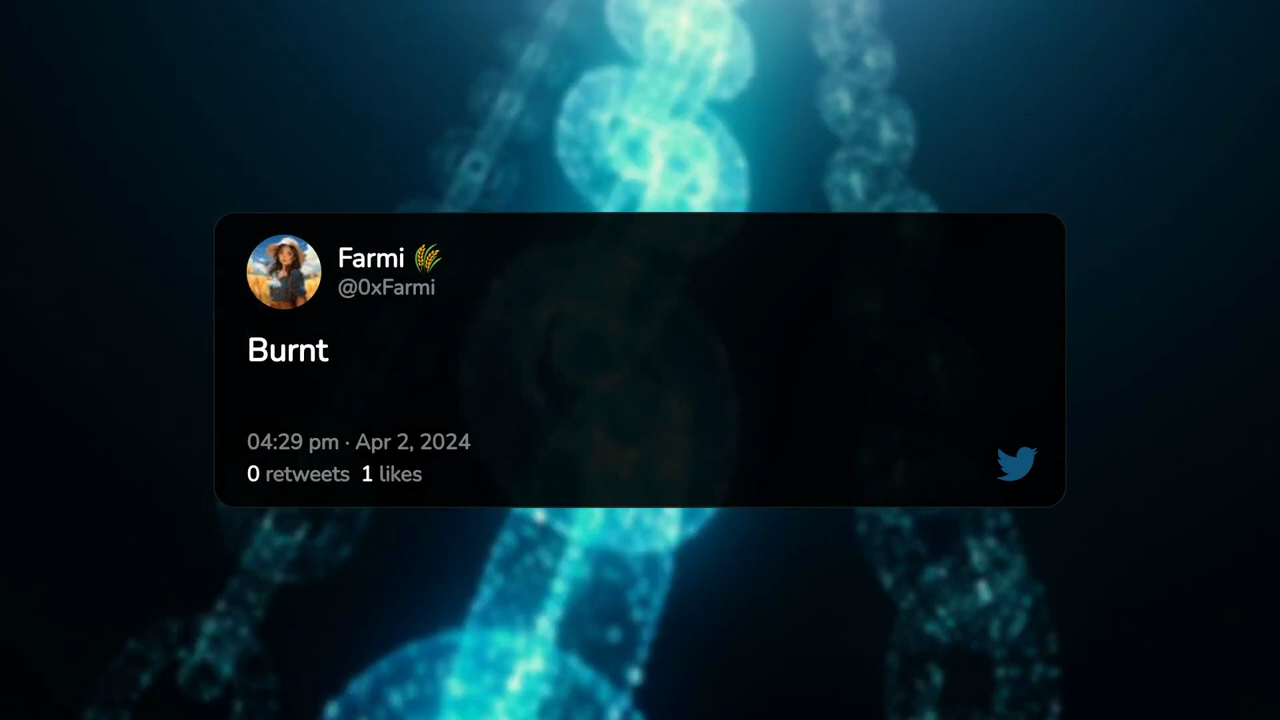 Farmi 🌾
@0xFarmi
Burnt
04:29 pm · Apr 2, 2024
0 retweets 1 likes